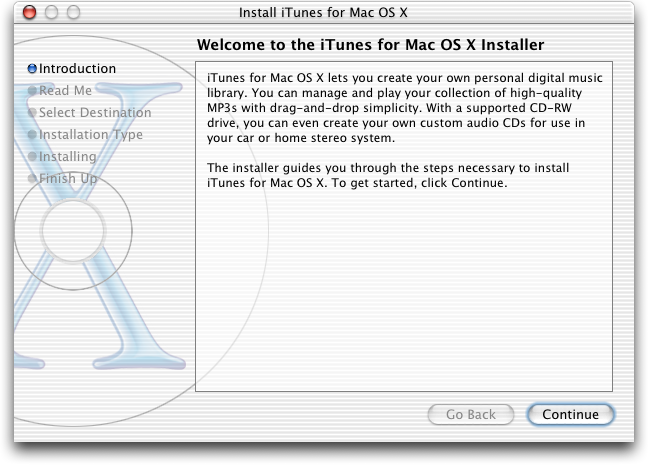 Install iTunes for Mac OS X
Welcome to the iTunes for Mac OS X Installer
Introduction
Read Me
Select Destination
Installation Type
Installing
Finish Up
iTunes for Mac OS X lets you create your own personal digital music
library. You can manage and play your collection of high-quality
MP3s with drag-and-drop simplicity. With a supported CD-RW
drive, you can even create your own custom audio CDs for use in
your car or home stereo system.
The installer guides you through the steps necessary to install
iTunes for Mac OS X. To get started, click Continue.
Go Back
Continue